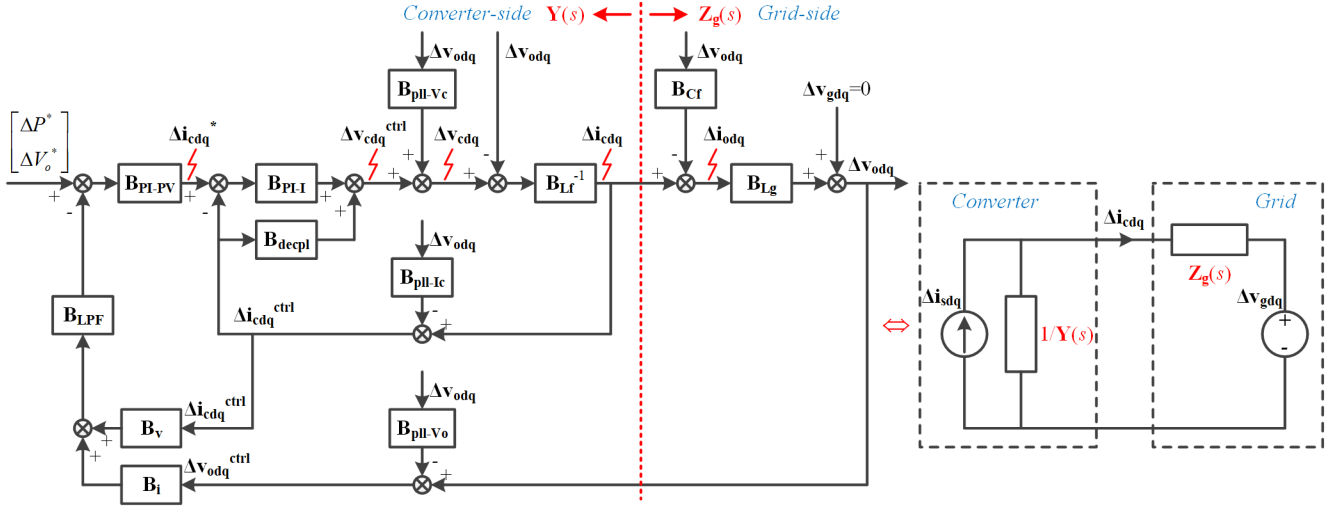 Converter-side Y(s) Z_g(s) Grid-side
Δv_odq Δv_odq Δv_odq
B_pll-Vc B_Cf Δv_gdq=0
[ΔP*
ΔV_o*]
Δi_cdq* Δv_cdq^ctrl Δv_cdq Δi_cdq Δi_odq Δv_odq
+ - B_PI-PV + - B_PI-I + + + + + - B_Lf^-1 + - B_Lg + +
B_decpl
Δv_odq
B_pll-Ic
- +
B_LPF
Δi_cdq^ctrl
Δv_odq
B_pll-Vo
- +
B_v Δi_cdq^ctrl
+ +
B_i Δv_odq^ctrl
⇔
Converter Grid
Δi_cdq
Z_g(s)
Δi_sdq
1/Y(s)
Δv_gdq
+
-